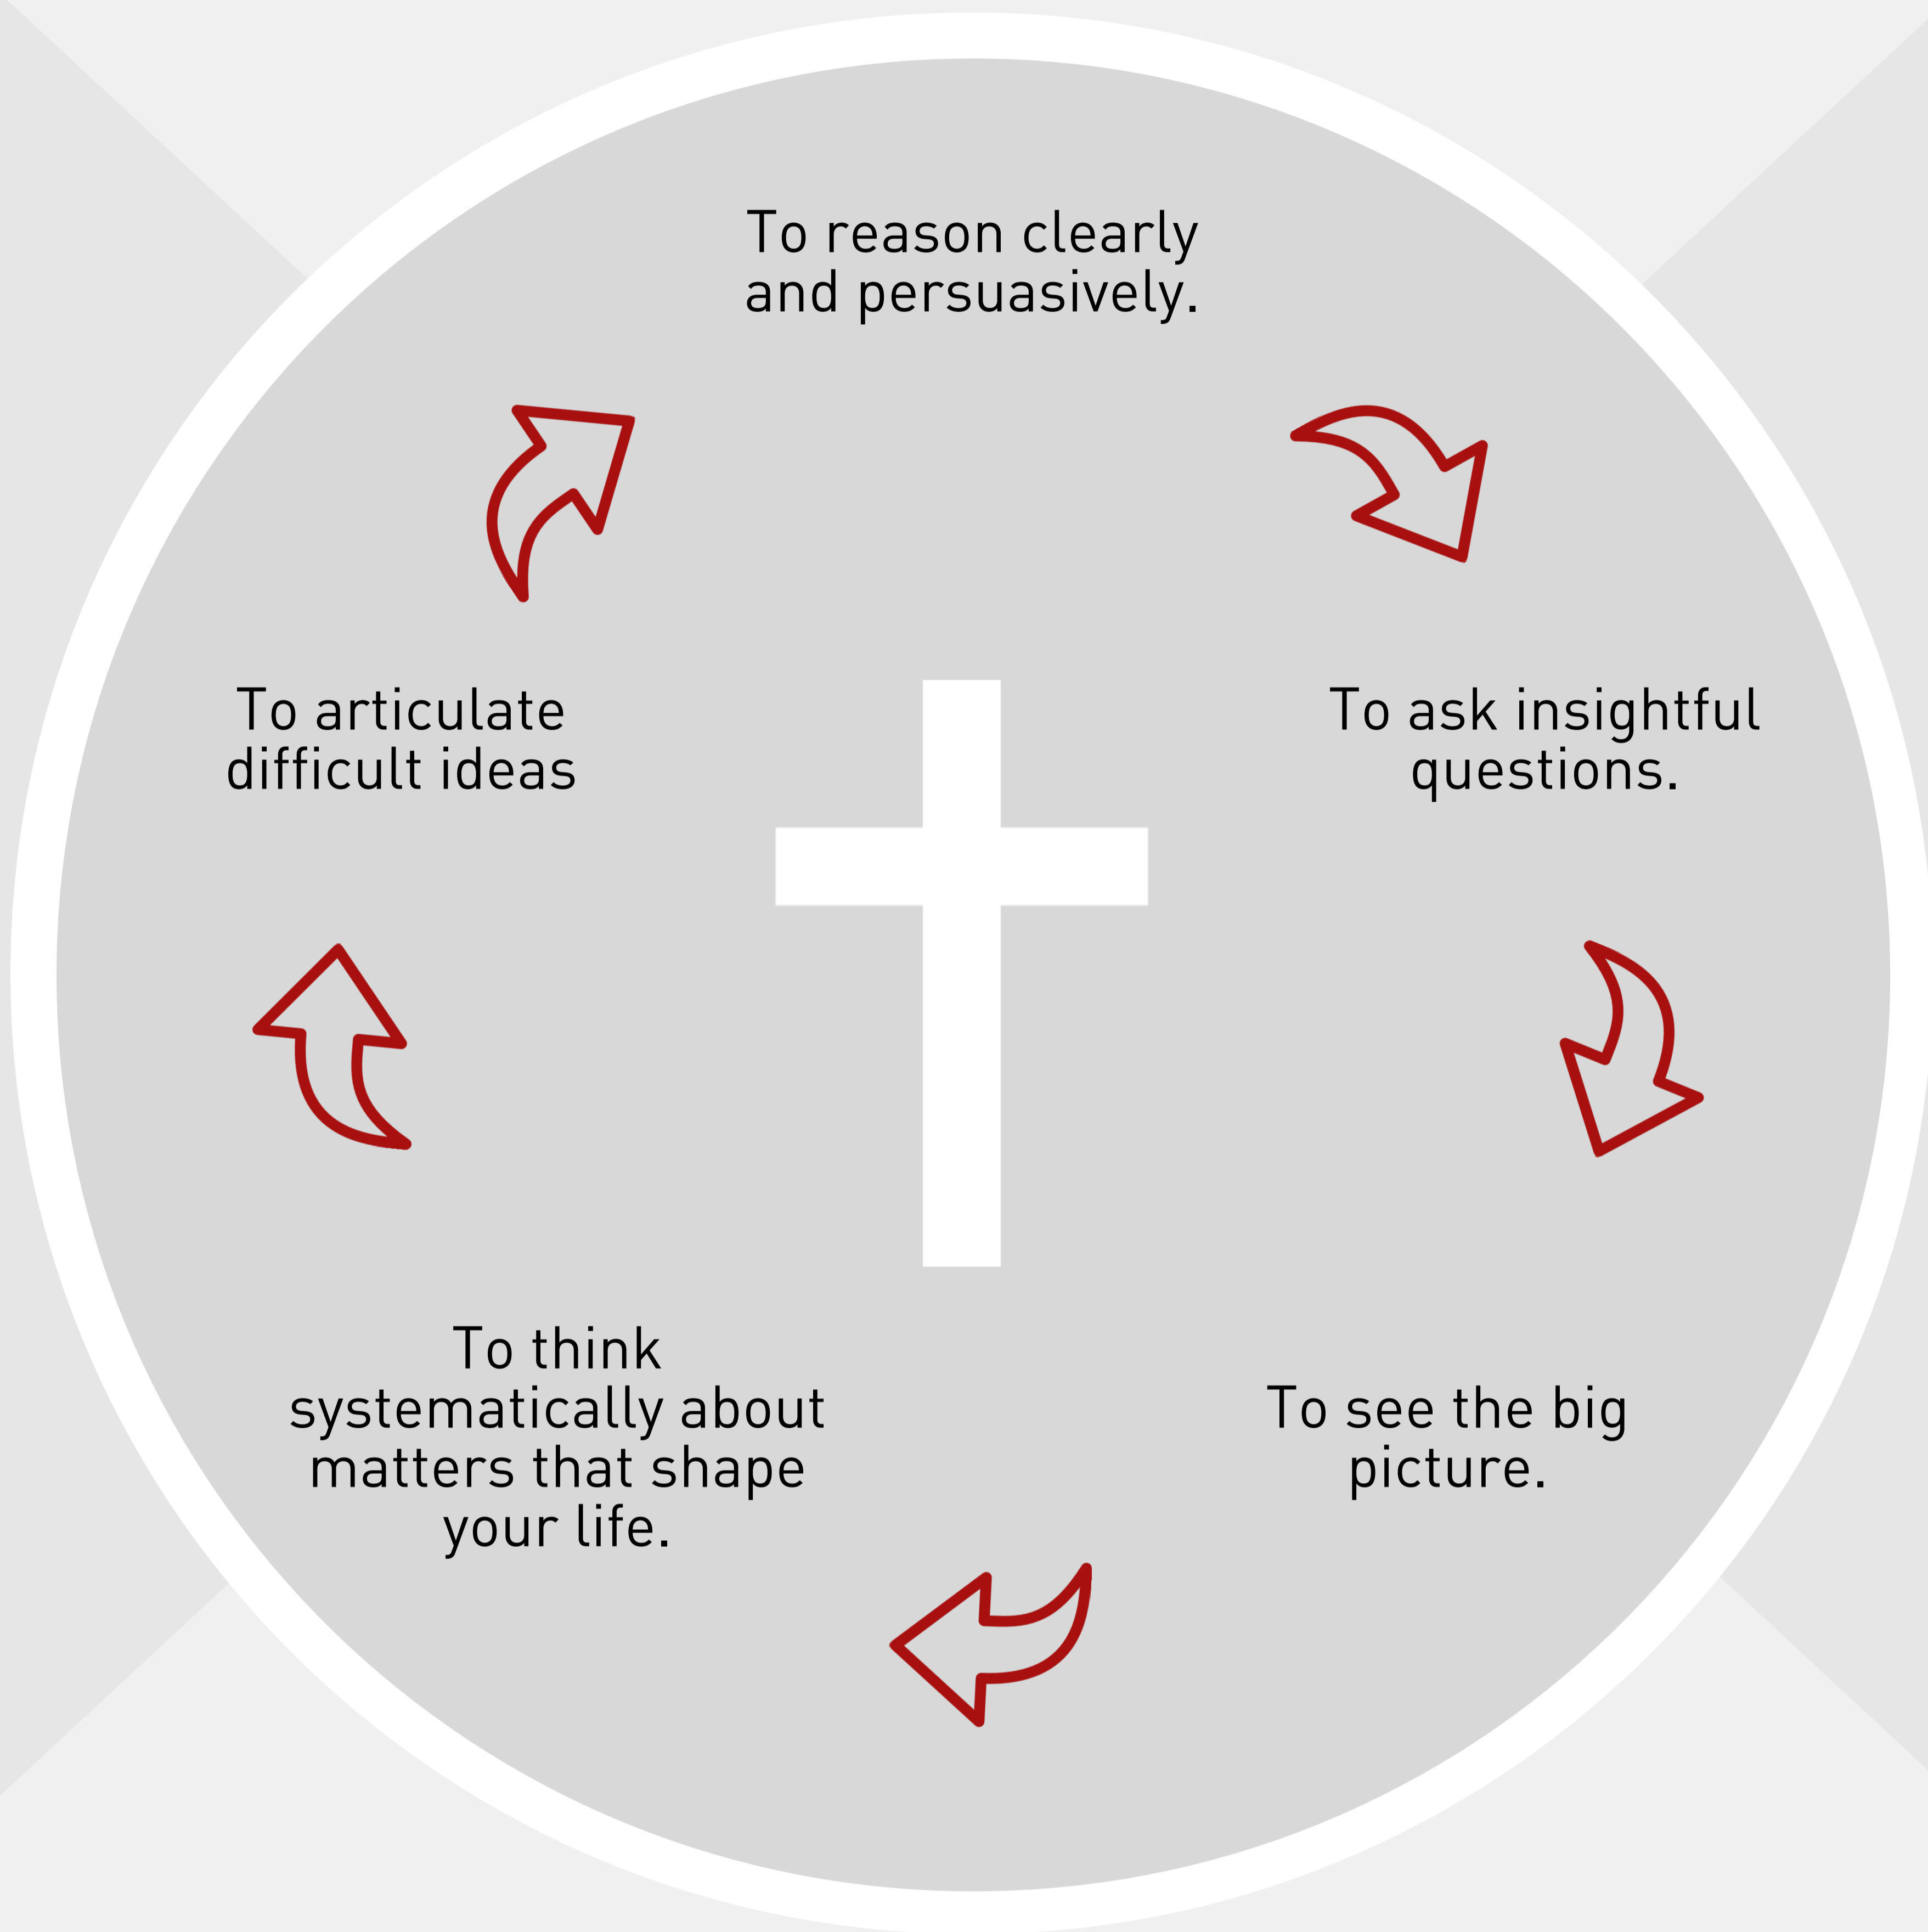 To reason clearly
and persuasively.
To ask insightful
questions.
To see the big
picture.
To think
systematically about
matters that shape
your life.
To articulate
difficult ideas